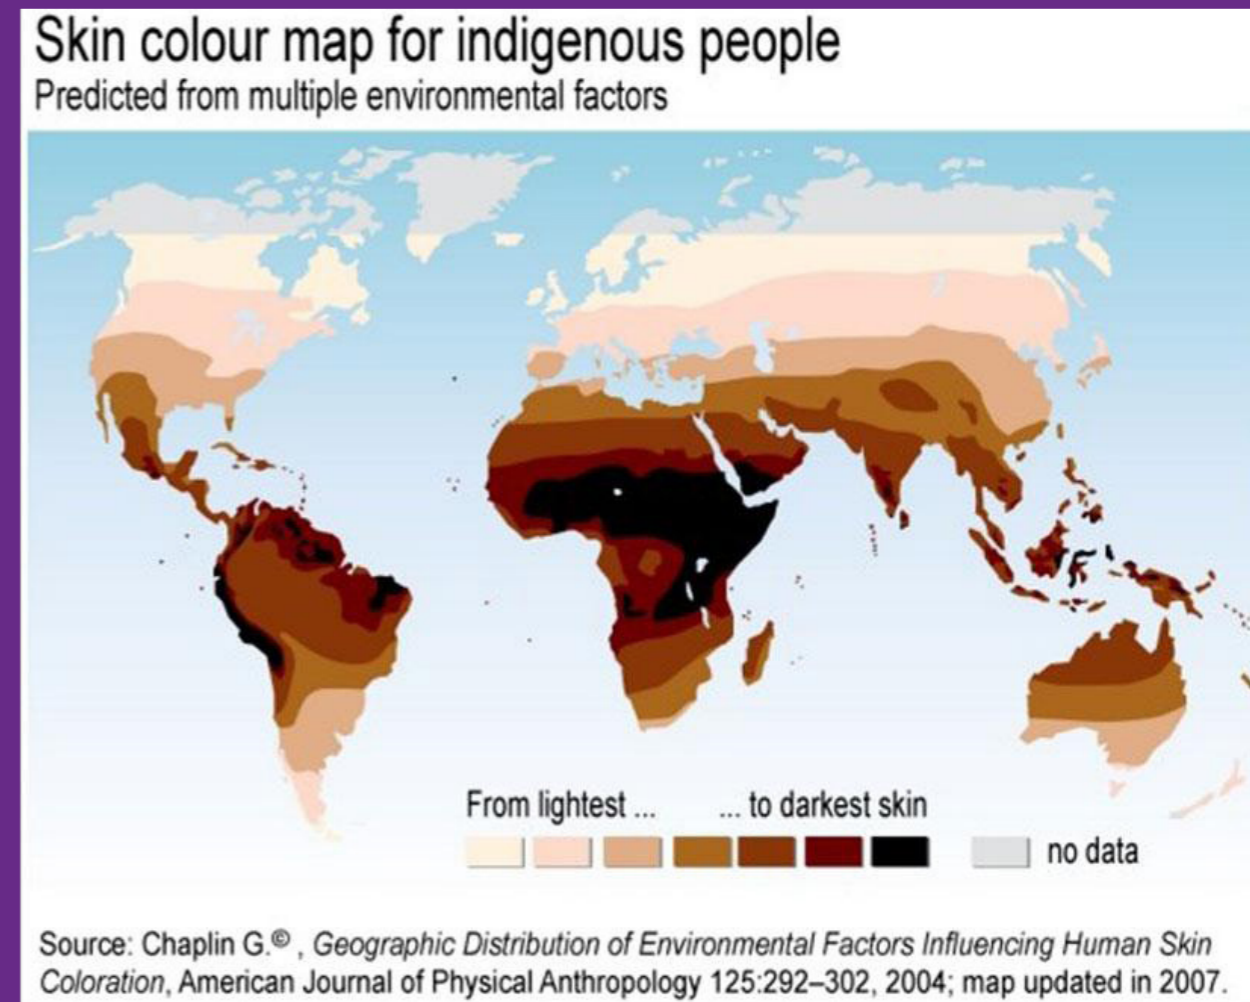 Skin colour map for indigenous people
Predicted from multiple environmental factors
From lightest ... ... to darkest skin
no data
Source: Chaplin G.© , Geographic Distribution of Environmental Factors Influencing Human Skin
Coloration, American Journal of Physical Anthropology 125:292–302, 2004; map updated in 2007.